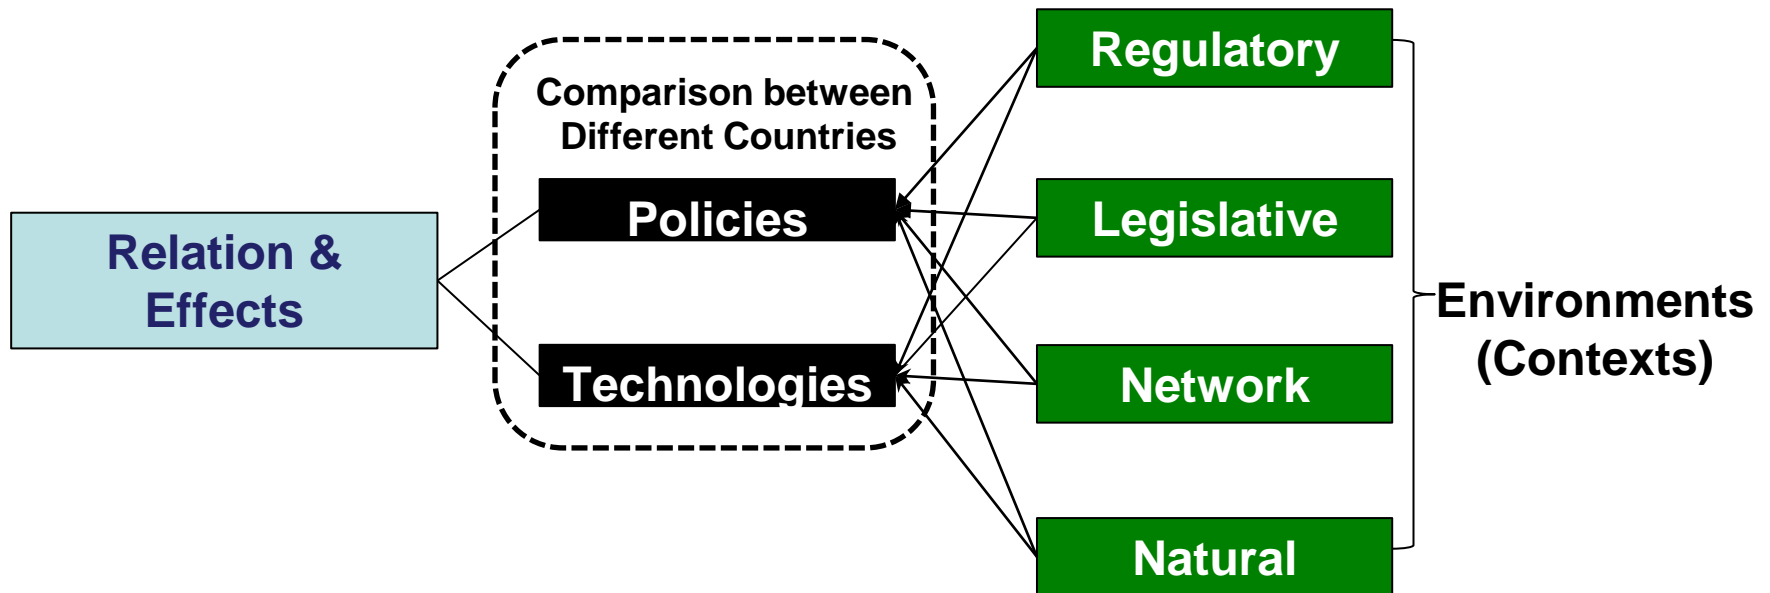 Relation &
Effects
Comparison between
Different Countries
Policies
Technologies
Regulatory
Legislative
Network
Natural
Environments
(Contexts)